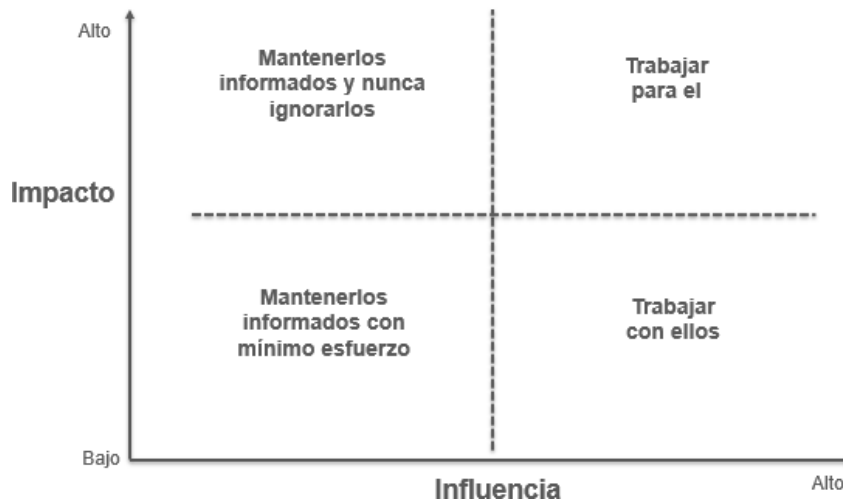 Alto
Mantenerlos
informados y nunca
ignorarlos
Trabajar
para el
Impacto
Mantenerlos
informados con
mínimo esfuerzo
Trabajar
con ellos
Bajo
Influencia
Alto